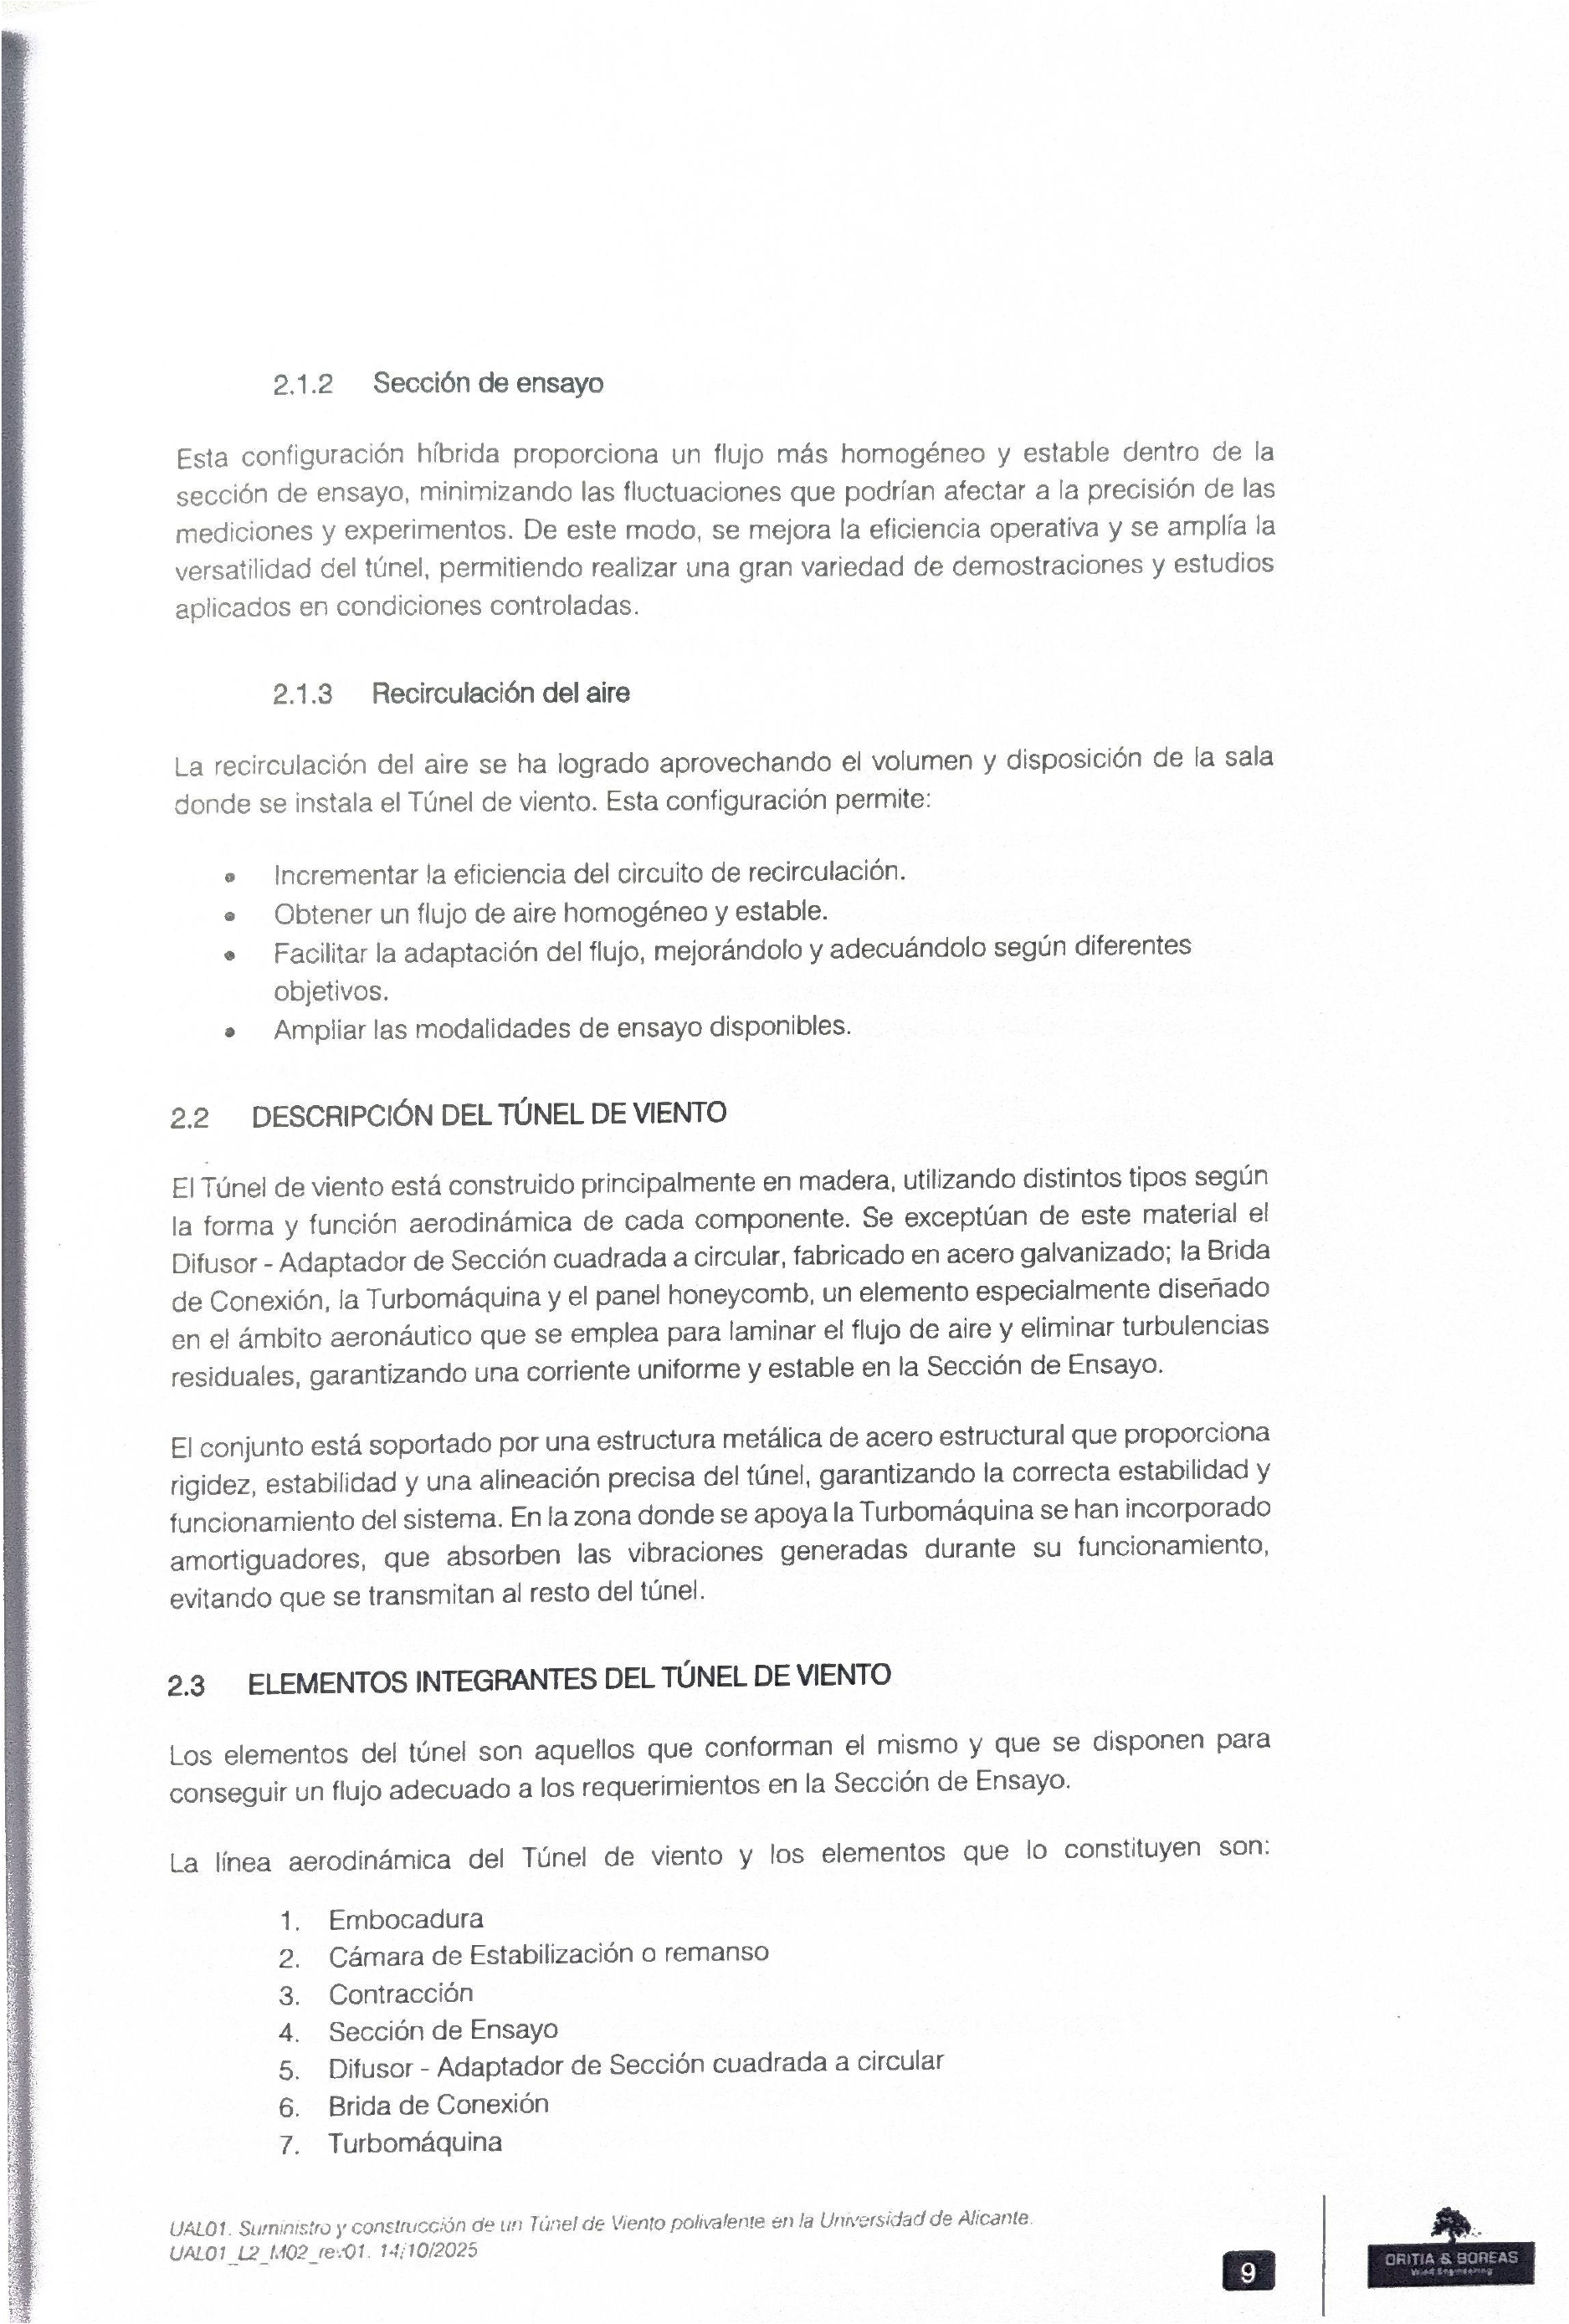 2.1.2 Sección de ensayo
Esta configuración híbrida proporciona un flujo más homogéneo y estable dentro de la
sección de ensayo, minimizando las fluctuaciones que podrían afectar a la precisión de las
mediciones y experimentos. De este modo, se mejora la eficiencia operativa y se amplía la
versatilidad del túnel, permitiendo realizar una gran variedad de demostraciones y estudios
aplicados en condiciones controladas.
2.1.3 Recirculación del aire
La recirculación del aire se ha logrado aprovechando el volumen y disposición de la sala
donde se instala el Túnel de viento. Esta configuración permite:
• Incrementar la eficiencia del circuito de recirculación.
• Obtener un flujo de aire homogéneo y estable.
• Facilitar la adaptación del flujo, mejorándolo y adecuándolo según diferentes
objetivos.
• Ampliar las modalidades de ensayo disponibles.
2.2 DESCRIPCIÓN DEL TÚNEL DE VIENTO
El Túnel de viento está construido principalmente en madera, utilizando distintos tipos según
la forma y función aerodinámica de cada componente. Se exceptúan de este material el
Difusor - Adaptador de Sección cuadrada a circular, fabricado en acero galvanizado; la Brida
de Conexión, la Turbomáquina y el panel honeycomb, un elemento especialmente diseñado
en el ámbito aeronáutico que se emplea para laminar el flujo de aire y eliminar turbulencias
residuales, garantizando una corriente uniforme y estable en la Sección de Ensayo.
El conjunto está soportado por una estructura metálica de acero estructural que proporciona
rigidez, estabilidad y una alineación precisa del túnel, garantizando la correcta estabilidad y
funcionamiento del sistema. En la zona donde se apoya la Turbomáquina se han incorporado
amortiguadores, que absorben las vibraciones generadas durante su funcionamiento,
evitando que se transmitan al resto del túnel.
2.3 ELEMENTOS INTEGRANTES DEL TÚNEL DE VIENTO
Los elementos del túnel son aquellos que conforman el mismo y que se disponen para
conseguir un flujo adecuado a los requerimientos en la Sección de Ensayo.
La línea aerodinámica del Túnel de viento y los elementos que lo constituyen son:
1. Embocadura
2. Cámara de Estabilización o remanso
3. Contracción
4. Sección de Ensayo
5. Difusor - Adaptador de Sección cuadrada a circular
6. Brida de Conexión
7. Turbomáquina
UAL01. Suministro y construcción de un Túnel de Viento polivalente en la Universidad de Alicante.
UAL01_L2_M02_rev01. 14/10/2025
9
ORITIA & BOREAS
Wind Engineering